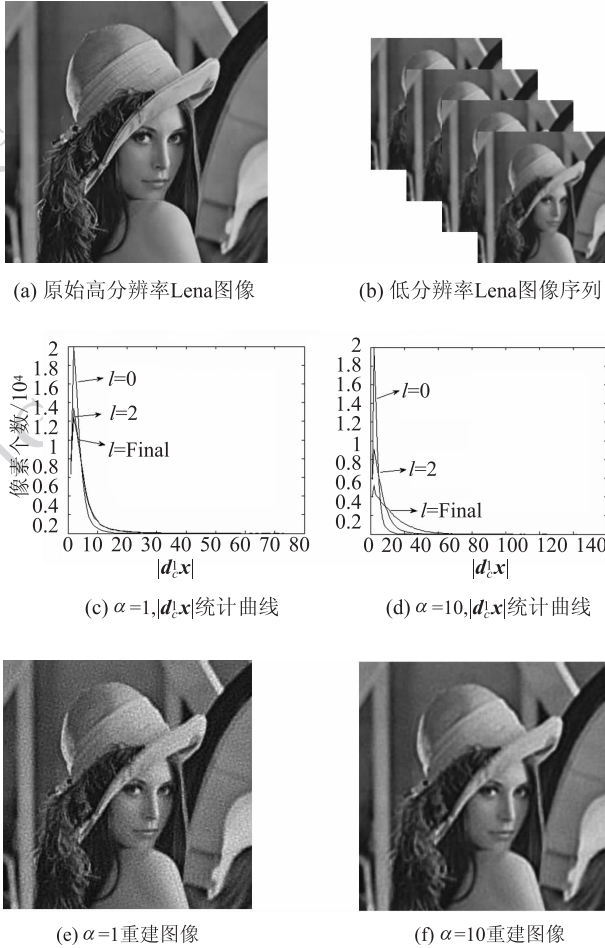 (a) 原始高分辨率Lena图像
(b) 低分辨率Lena图像序列
像素个数/10⁴
2
1.8
1.6
1.4
1.2
1
0.8
0.6
0.4
0.2
l=0
l=2
l=Final
0 10 20 30 40 50 60 70 80
|d¹꜀x|
(c) α=1,|d¹꜀x|统计曲线
2
1.8
1.6
1.4
1.2
1
0.8
0.6
0.4
0.2
l=0
l=2
l=Final
0 20 60 80 100 120 140
|d¹꜀x|
(d) α=10,|d¹꜀x|统计曲线
(e) α=1重建图像
(f) α=10重建图像